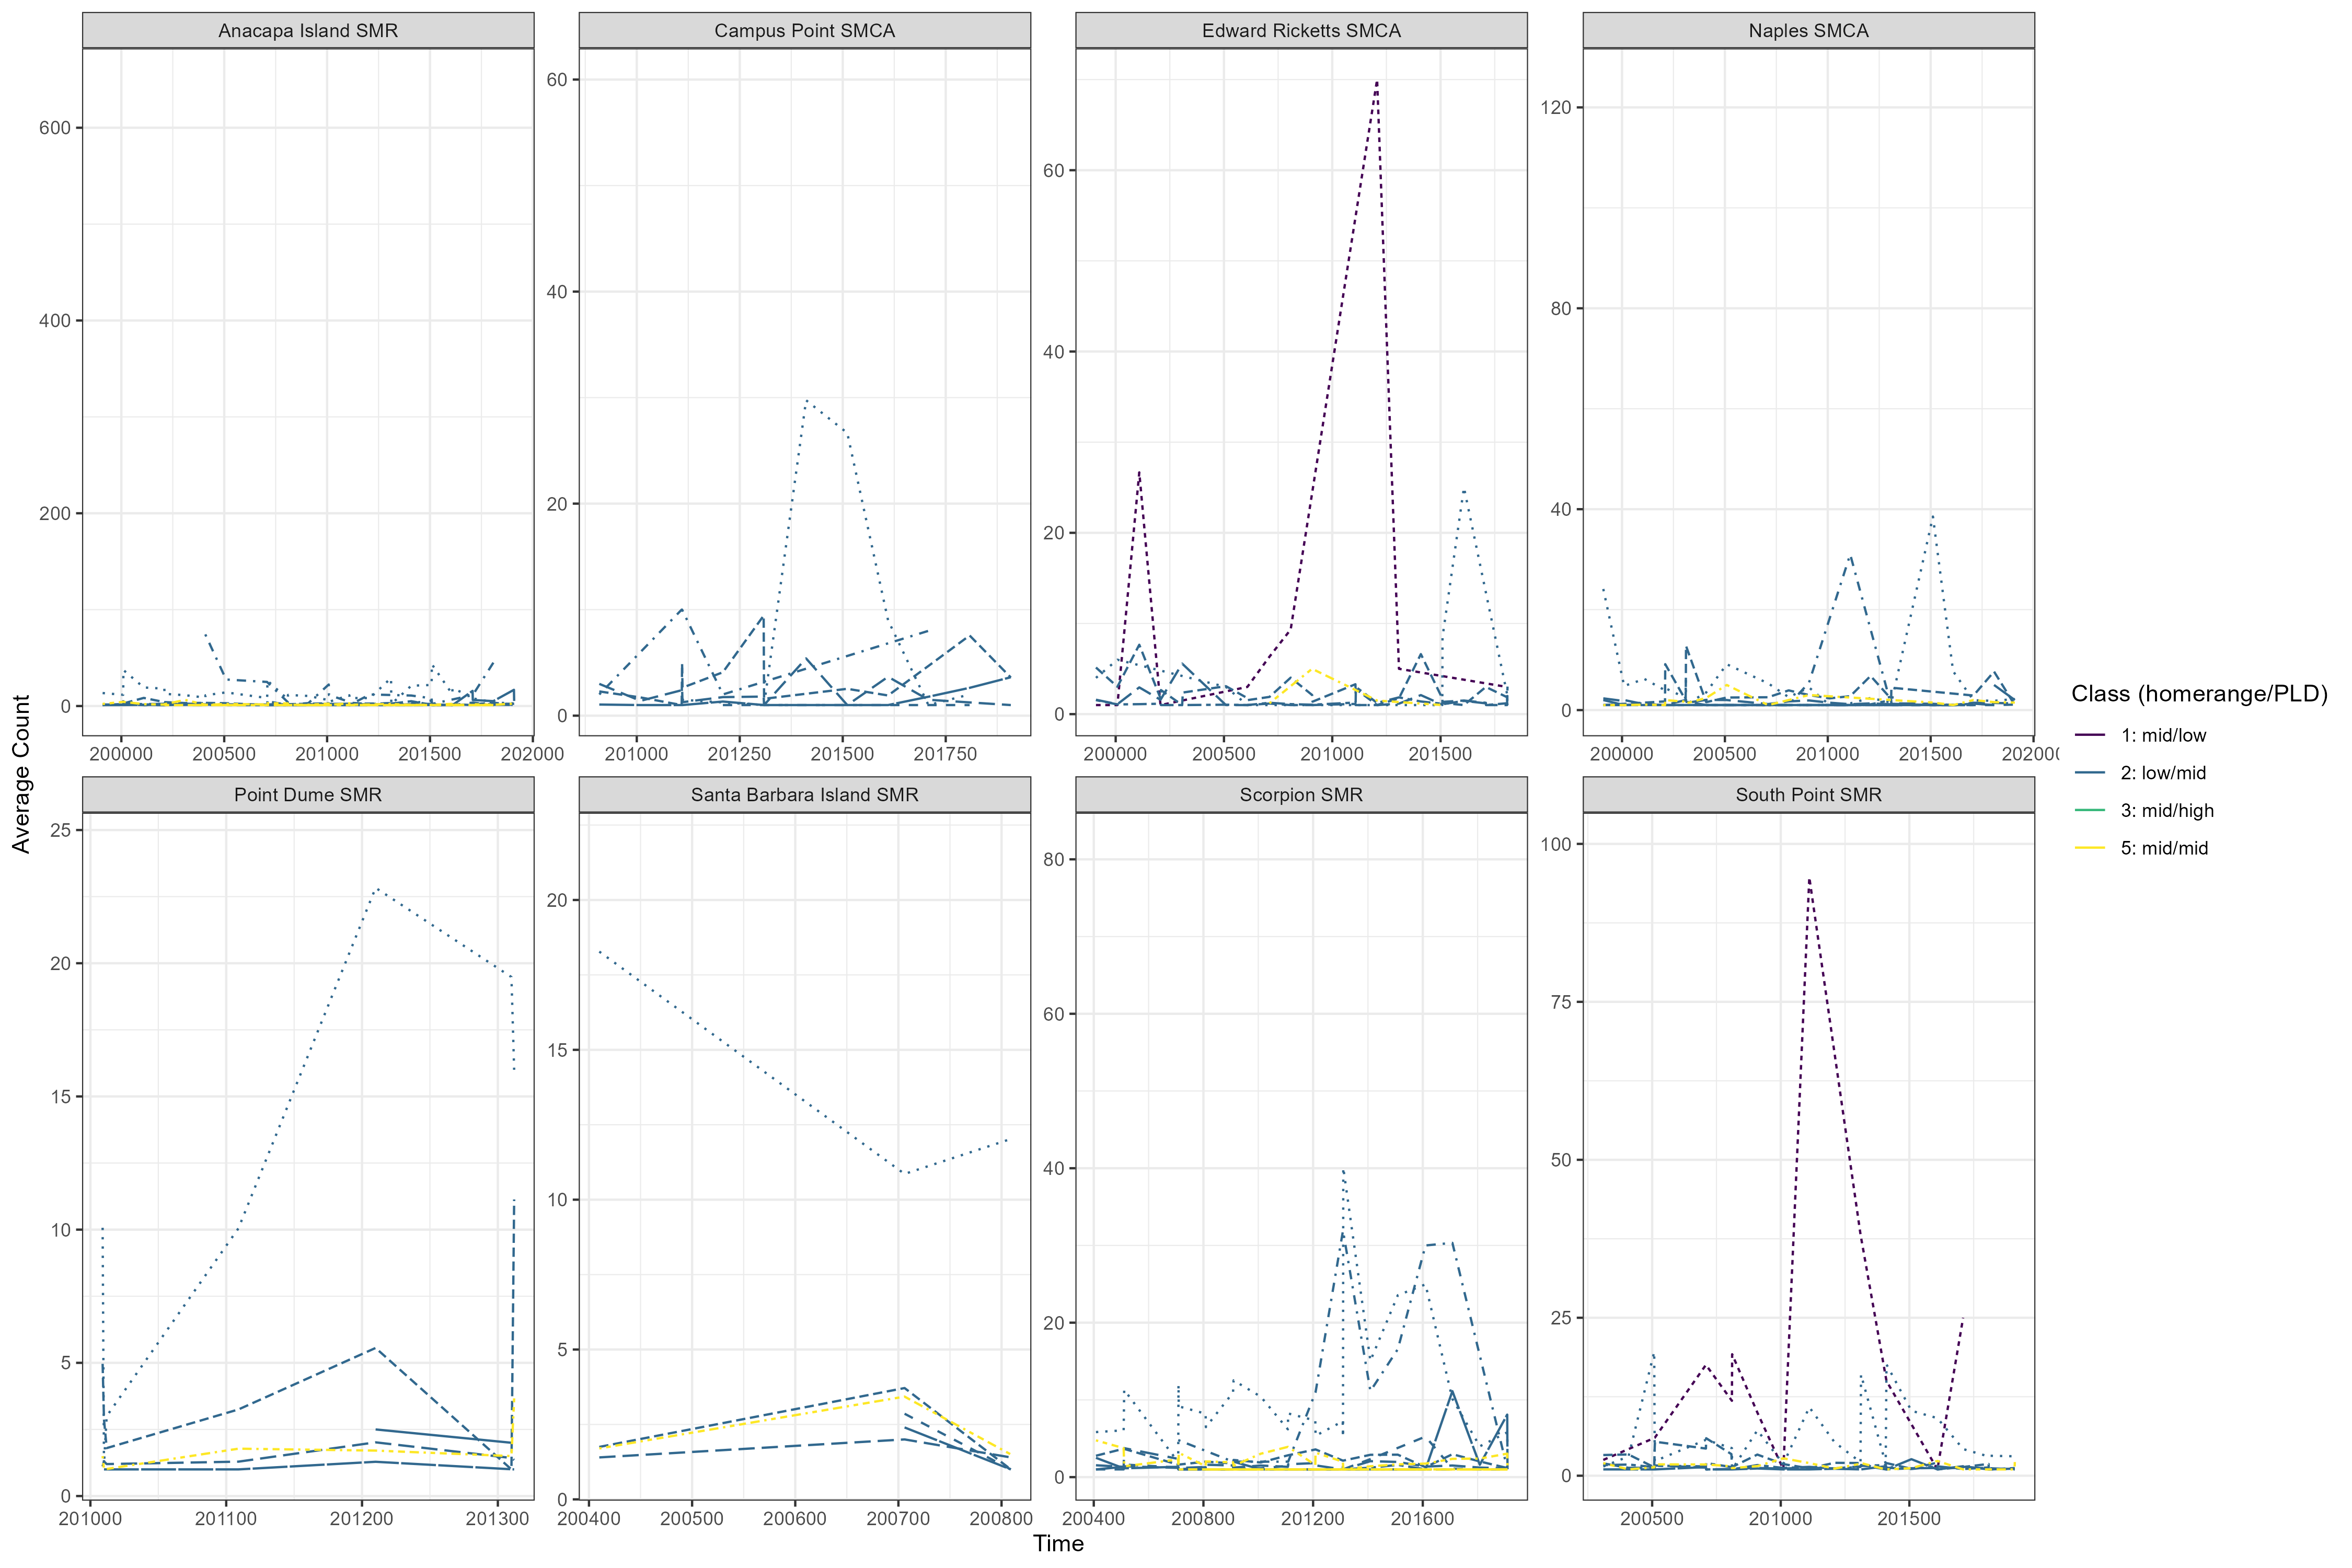 Anacapa Island SMR
Campus Point SMCA
Edward Ricketts SMCA
Naples SMCA
600
400
200
0
200000 200500 201000 201500 202000
60
40
20
0
201000 201250 201500 201750
60
40
20
0
200000 200500 201000 201500
120
80
40
0
200000 200500 201000 201500 20200
Point Dume SMR
Santa Barbara Island SMR
Scorpion SMR
South Point SMR
25
20
15
10
5
0
201000 201100 201200 201300
20
15
10
5
0
200400 200500 200600 200700 200800
80
60
40
20
0
200400 200800 201200 201600
100
75
50
25
0
200500 201000 201500
Average Count
Time
Class (homerange/PLD)
1: mid/low
2: low/mid
3: mid/high
5: mid/mid